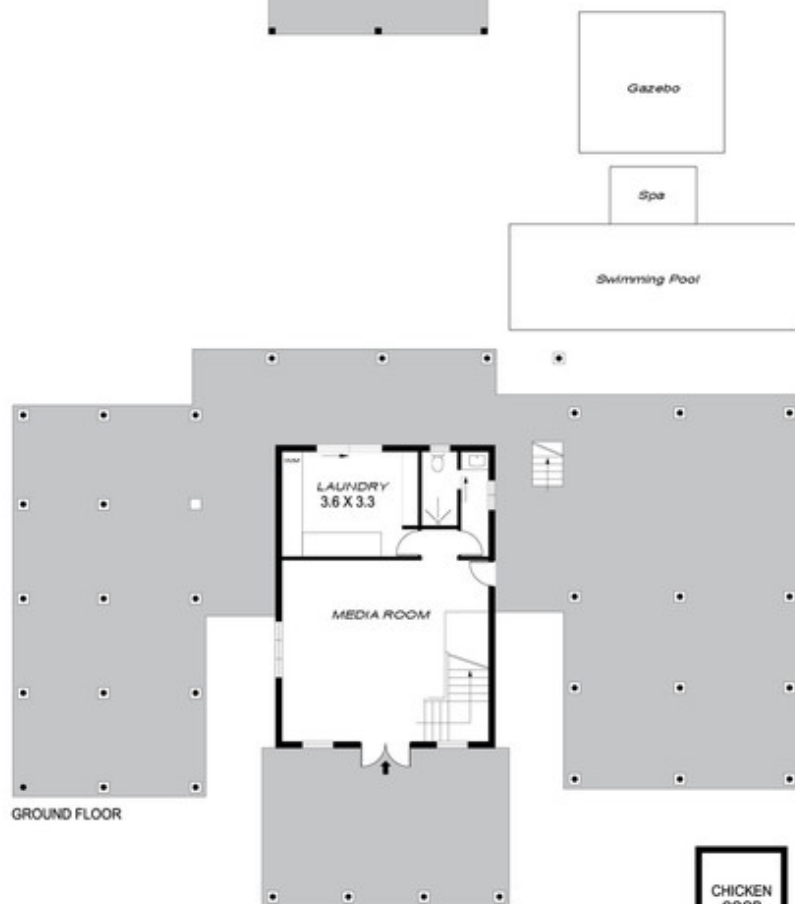 Gazebo
Spa
Swimming Pool
LAUNDRY
3.6 X 3.3
MEDIA ROOM
GROUND FLOOR
CHICKEN